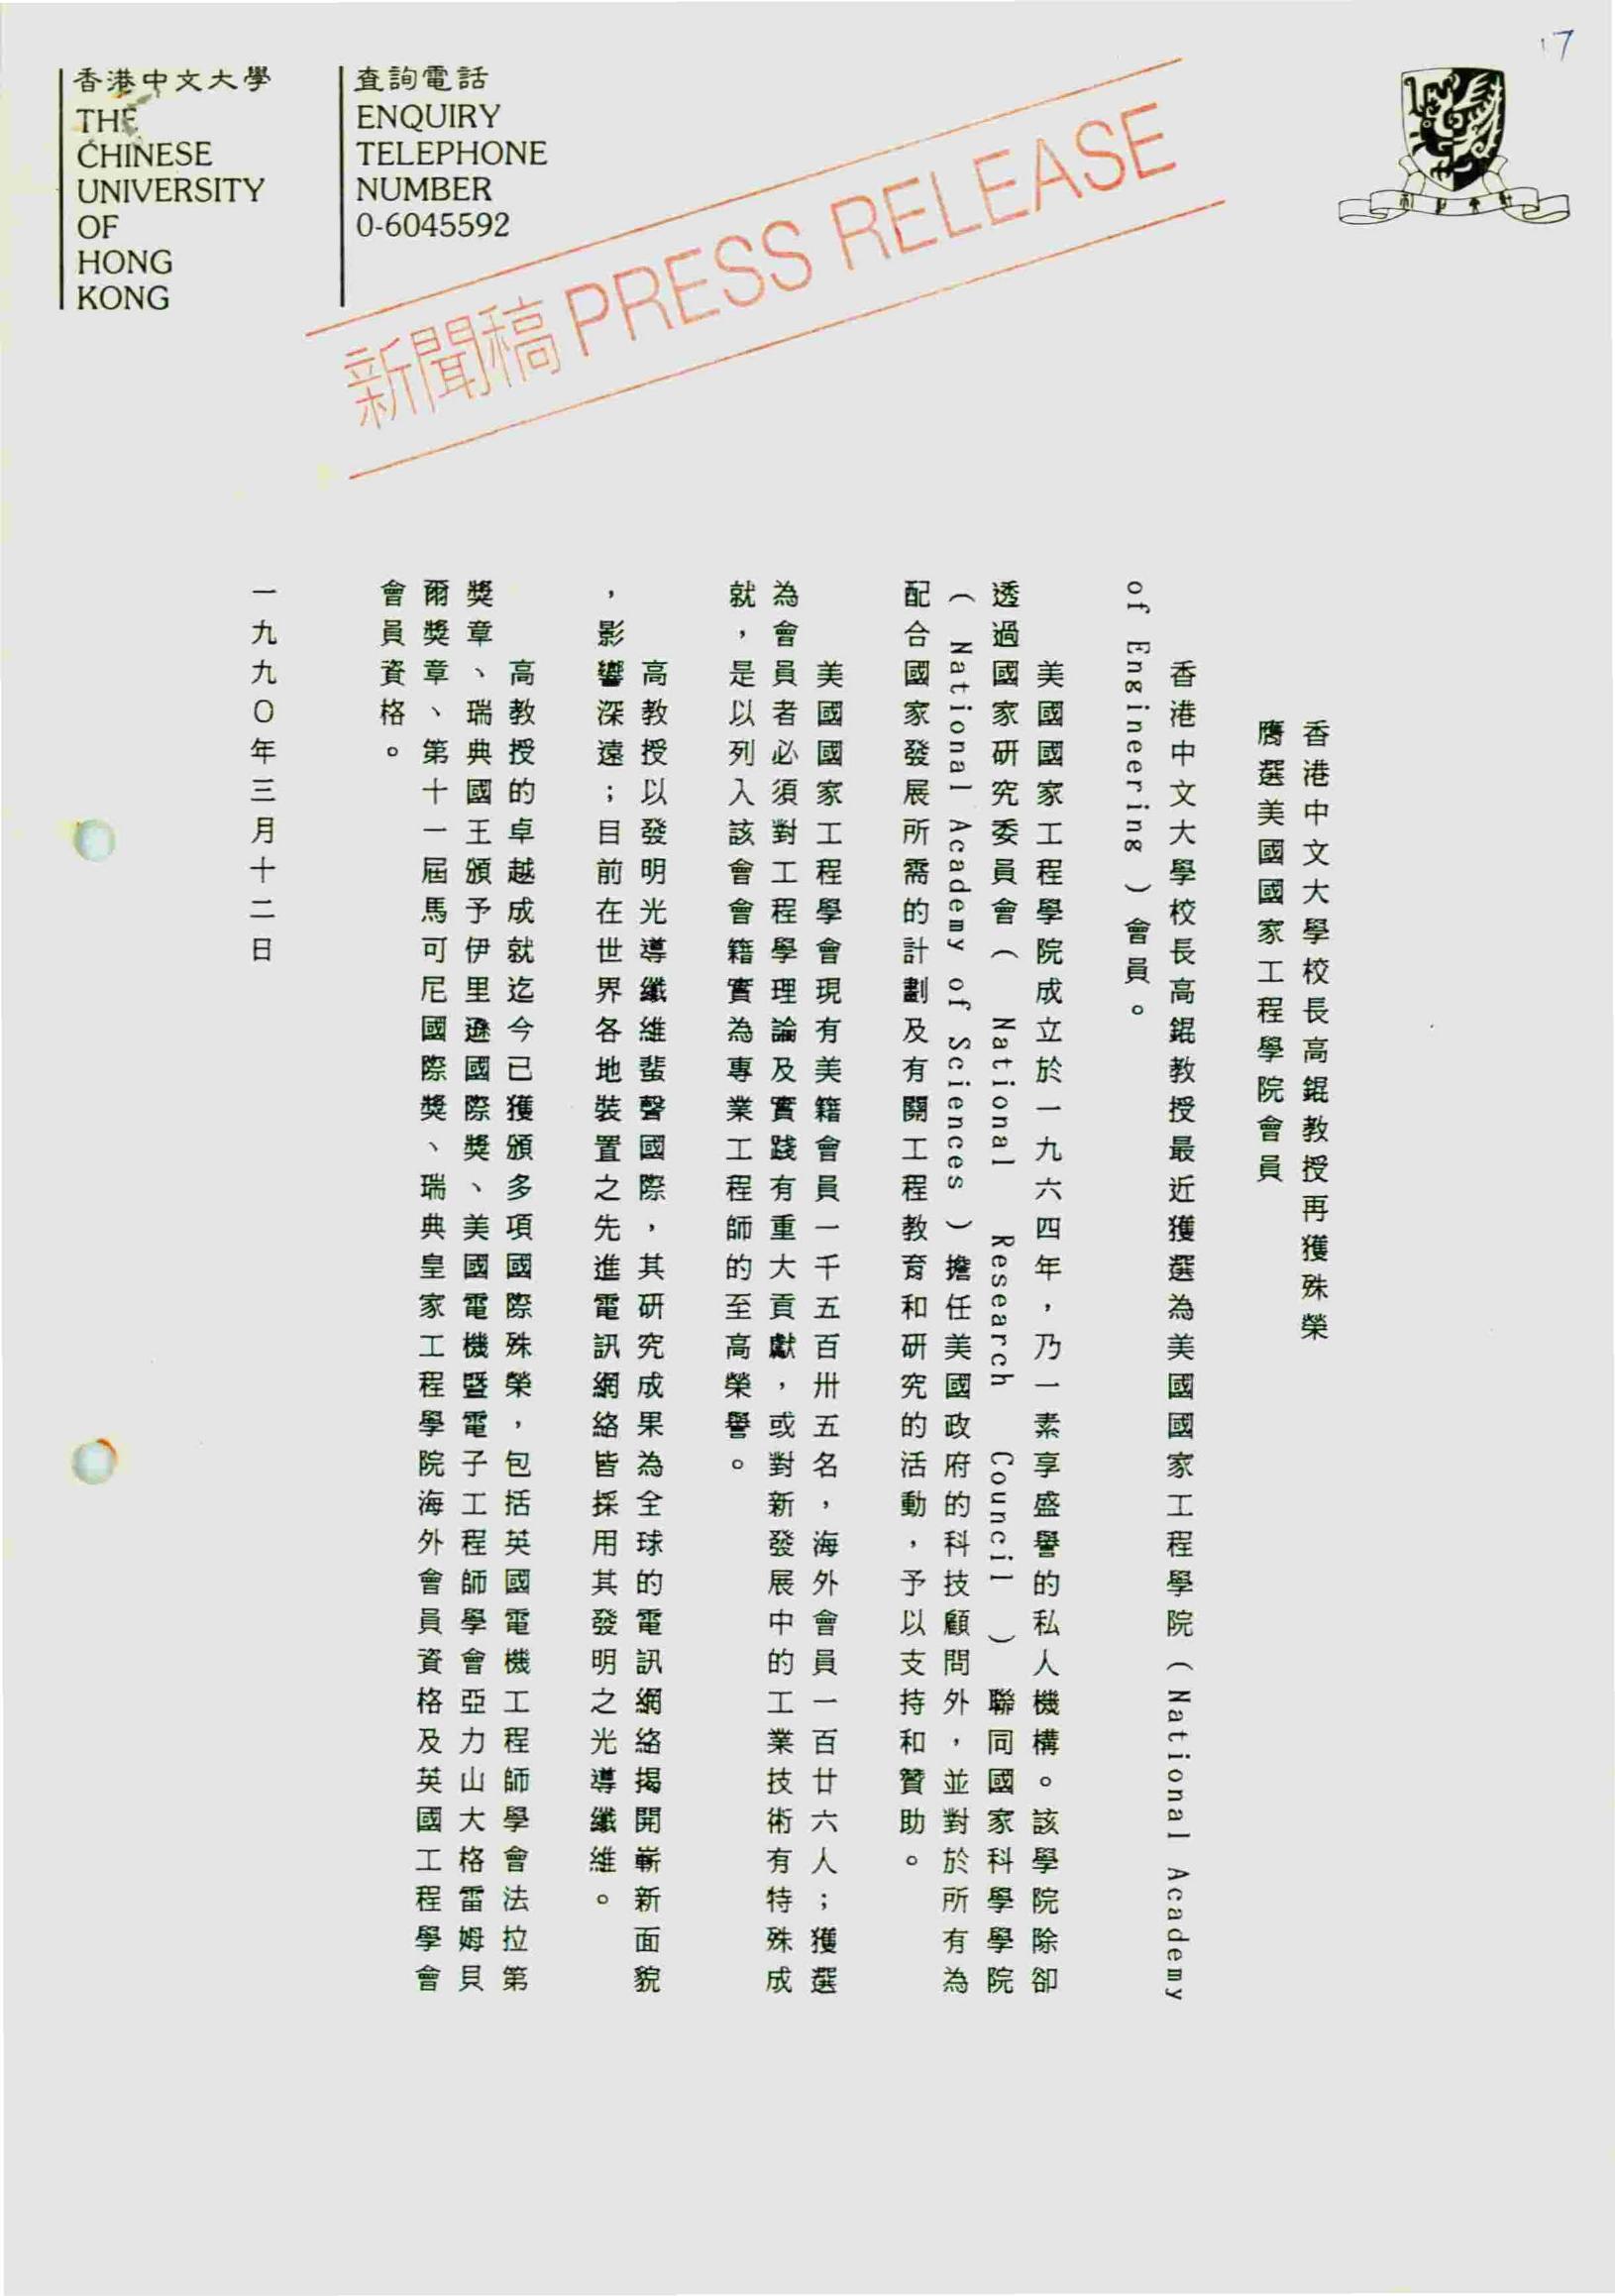 17
香港中文大學
THE
CHINESE
UNIVERSITY
OF
HONG
KONG
查詢電話
ENQUIRY
TELEPHONE
NUMBER
0-6045592
新聞稿 PRESS RELEASE
香港中文大學校長高錕教授再獲殊榮
膺選美國國家工程學院會員
香港中文大學校長高錕教授最近獲選為美國國家工程學院（National Academy
of Engineering）會員。
美國國家工程學院成立於一九六四年，乃一素享盛譽的私人機構。該學院除卻
透過國家研究委員會（ National Research Council ）聯同國家科學學院
（ National Academy of Sciences ）擔任美國政府的科技顧問外，並對於所有為
配合國家發展所需的計劃及有關工程教育和研究的活動，予以支持和贊助。
美國國家工程學會現有美籍會員一千五百卅五名，海外會員一百廿六人；獲選
為會員者必須對工程學理論及實踐有重大貢獻，或對新發展中的工業技術有特殊成
就，是以列入該會會籍實為專業工程師的至高榮譽。
高教授以發明光導纖維蜚聲國際，其研究成果為全球的電訊網絡揭開嶄新面貌
，影響深遠；目前在世界各地裝置之先進電訊網絡皆採用其發明之光導纖維。
高教授的卓越成就迄今已獲頒多項國際殊榮，包括英國電機工程師學會法拉第
獎章、瑞典國王頒予伊里遜國際獎、美國電機暨電子工程師學會亞力山大格雷姆貝
爾獎章、第十一屆馬可尼國際獎、瑞典皇家工程學院海外會員資格及英國工程學會
會員資格。
一九九〇年三月十二日